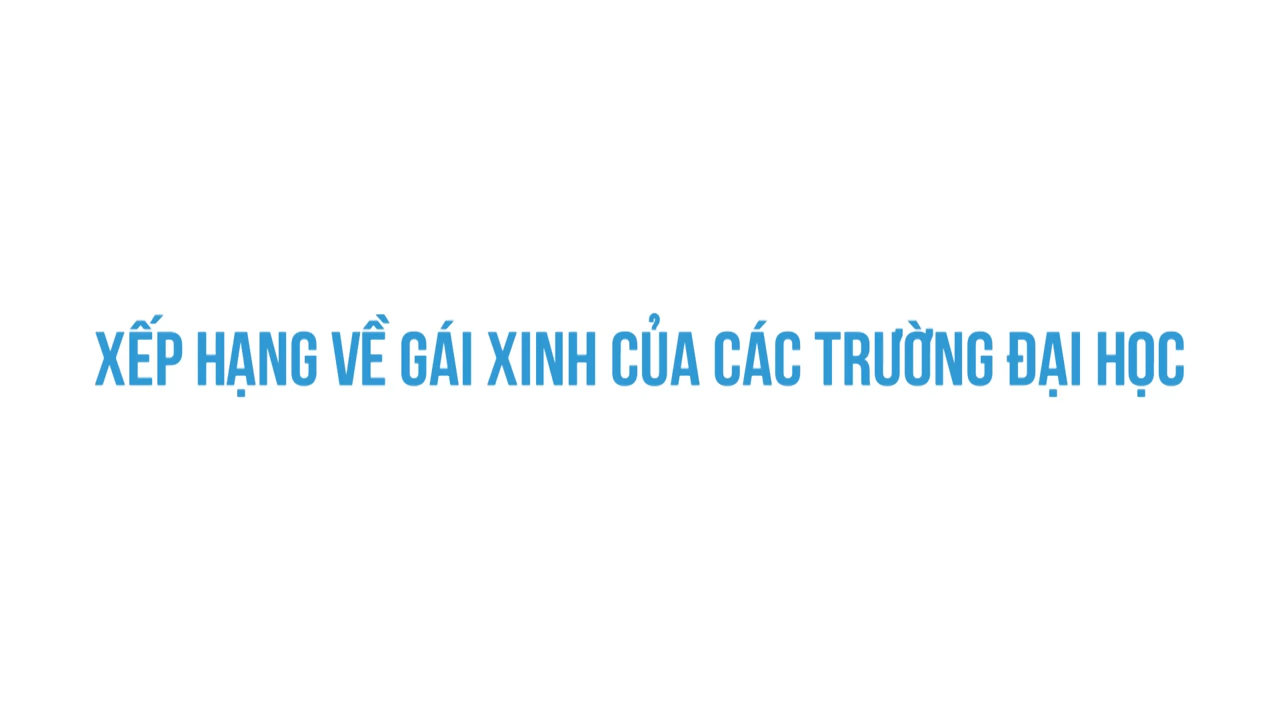 XẾP HẠNG VỀ GÁI XINH CỦA CÁC TRƯỜNG ĐẠI HỌC